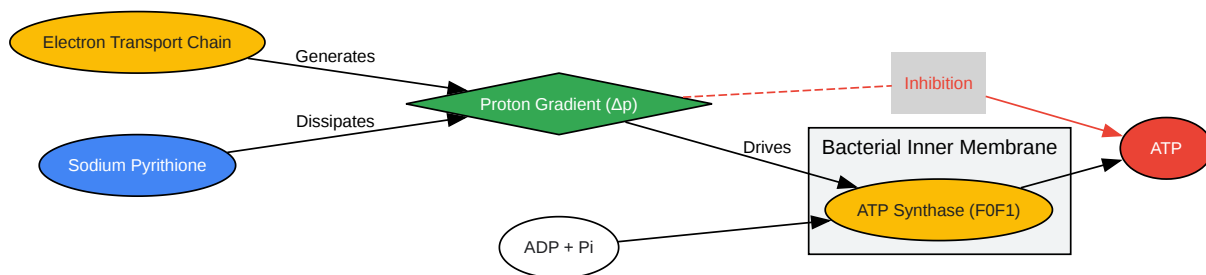 Electron Transport Chain
Generates
Inhibition
Proton Gradient (Δp)
Dissipates
Sodium Pyrithione
Drives
Bacterial Inner Membrane
ATP
ATP Synthase (F0F1)
ADP + Pi